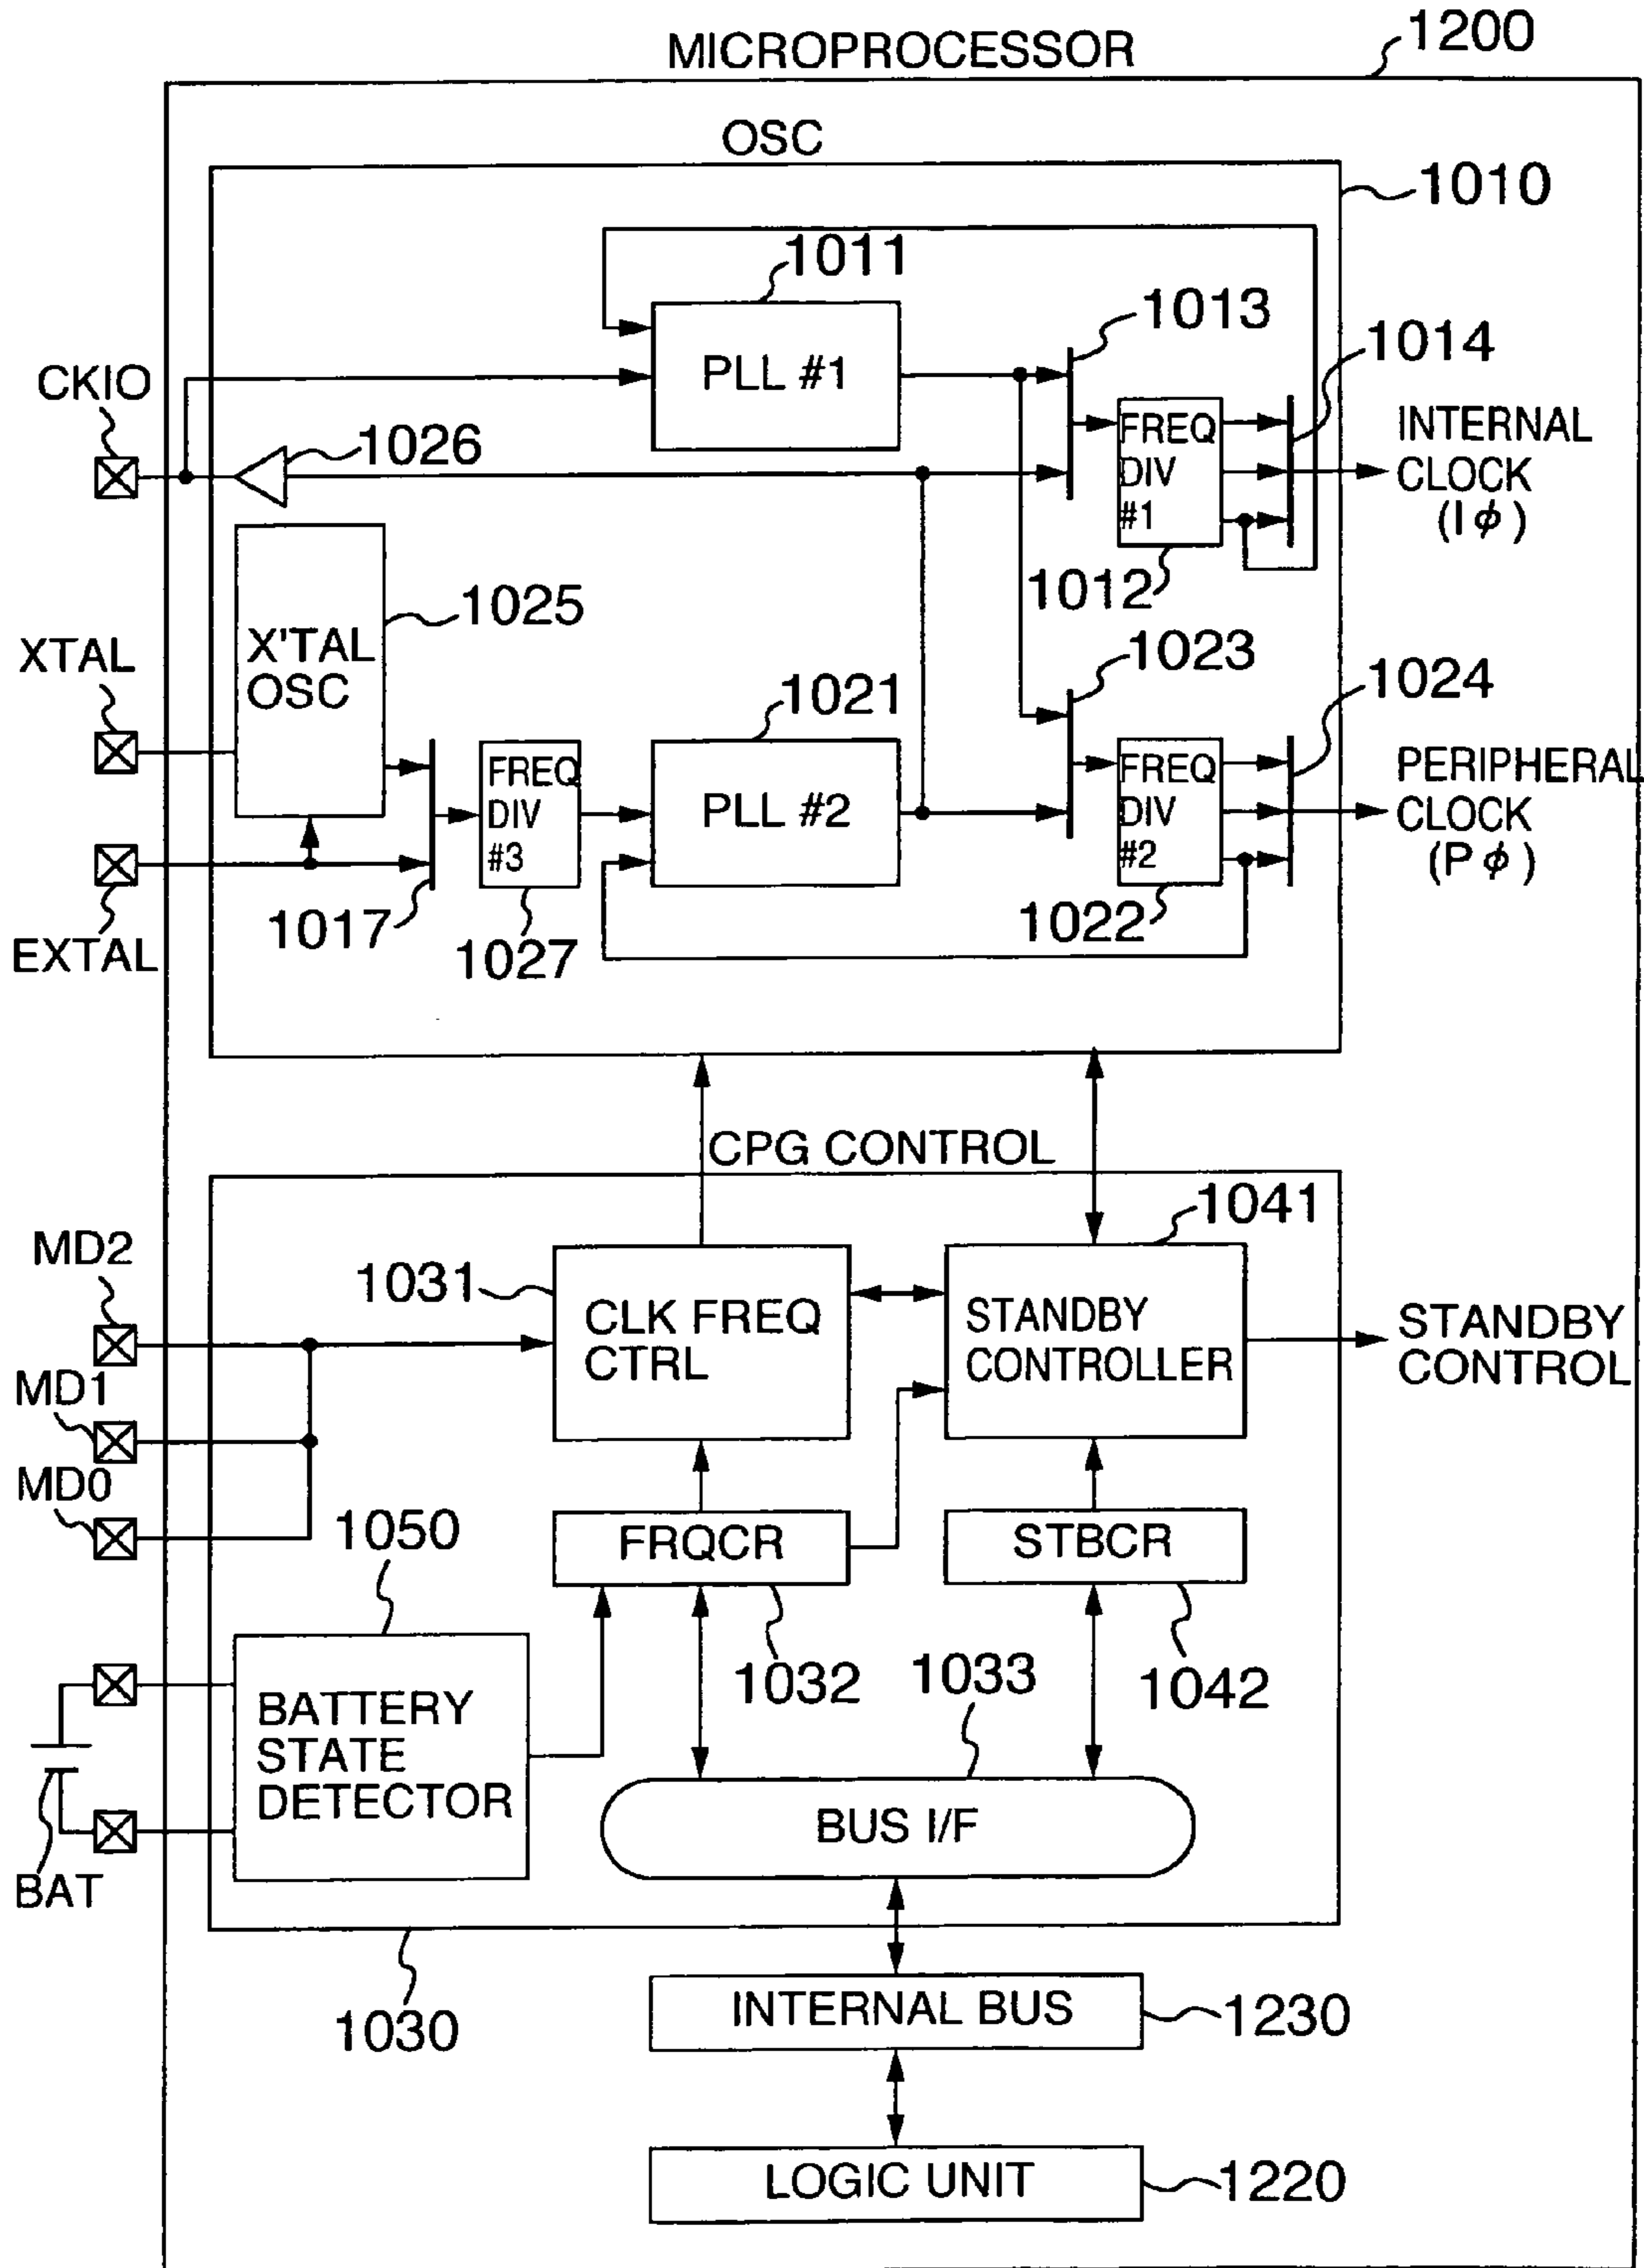 MICROPROCESSOR
1200
OSC
1010
1011
1013
PLL #1
1014
CKIO
1026
FREQ
DIV
#1
INTERNAL
CLOCK
(Iφ)
1012
1025
XTAL
X'TAL
OSC
1023
1021
1024
FREQ
DIV
#3
PLL #2
FREQ
DIV
#2
PERIPHERAL
CLOCK
(Pφ)
EXTAL
1017
1027
1022
CPG CONTROL
1041
MD2
1031
CLK FREQ
CTRL
STANDBY
CONTROLLER
STANDBY
CONTROL
MD1
MD0
1050
FRQCR
STBCR
1032
1033
1042
BATTERY
STATE
DETECTOR
BUS I/F
BAT
1030
INTERNAL BUS
1230
LOGIC UNIT
1220